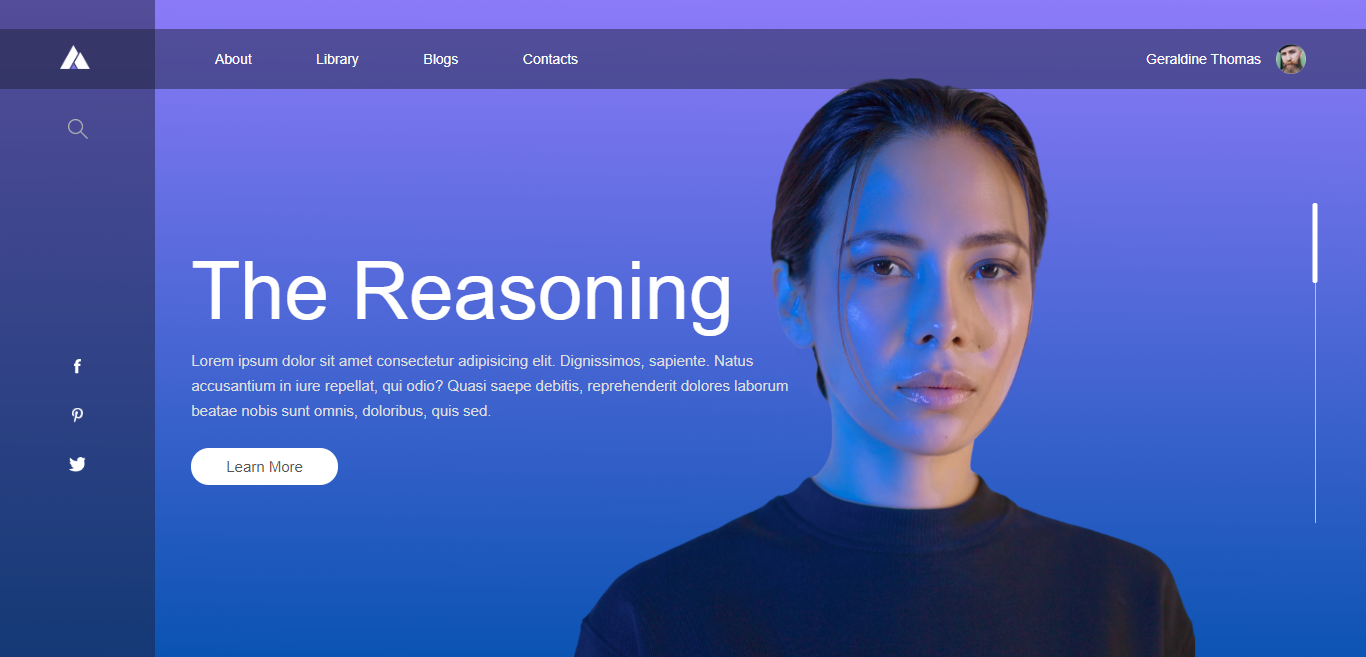 About
Library
Blogs
Contacts
Geraldine Thomas
The Reasoning
Lorem ipsum dolor sit amet consectetur adipisicing elit. Dignissimos, sapiente. Natus
accusantium in iure repellat, qui odio? Quasi saepe debitis, reprehenderit dolores laborum
beatae nobis sunt omnis, doloribus, quis sed.
Learn More